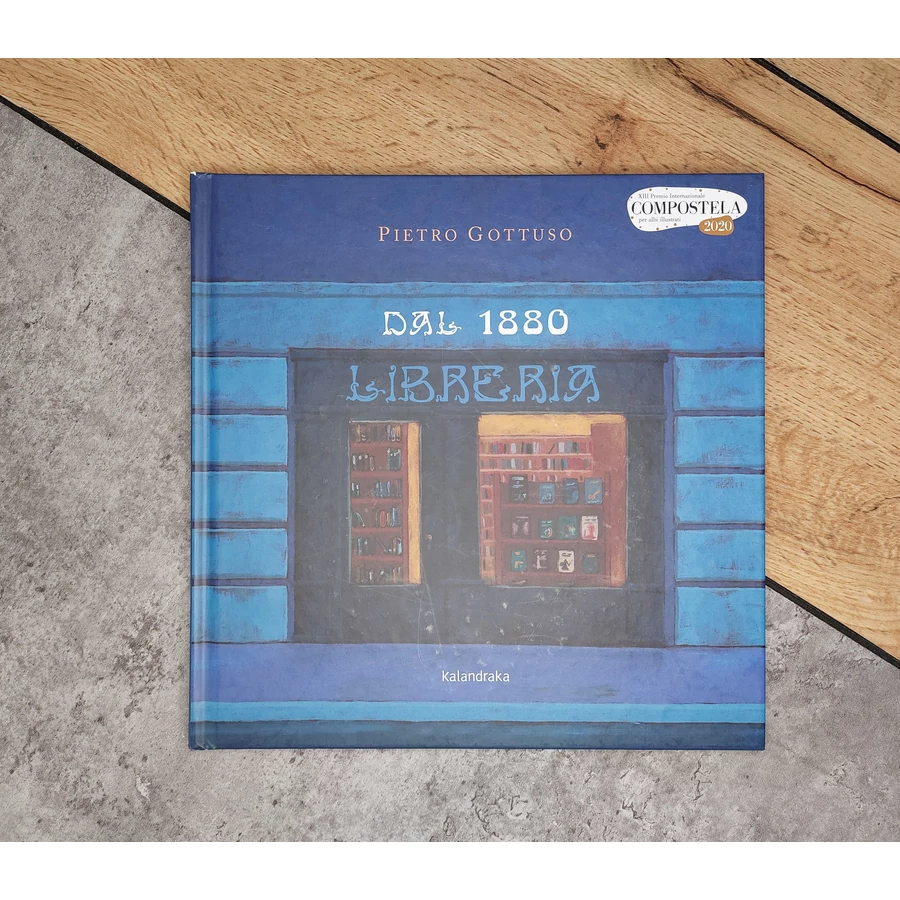 PIETRO GOTTUSO
XIII Premio Internazionale
COMPOSTELA
per albi illustrati
2020
DAL 1880
LIBRERIA
kalandraka